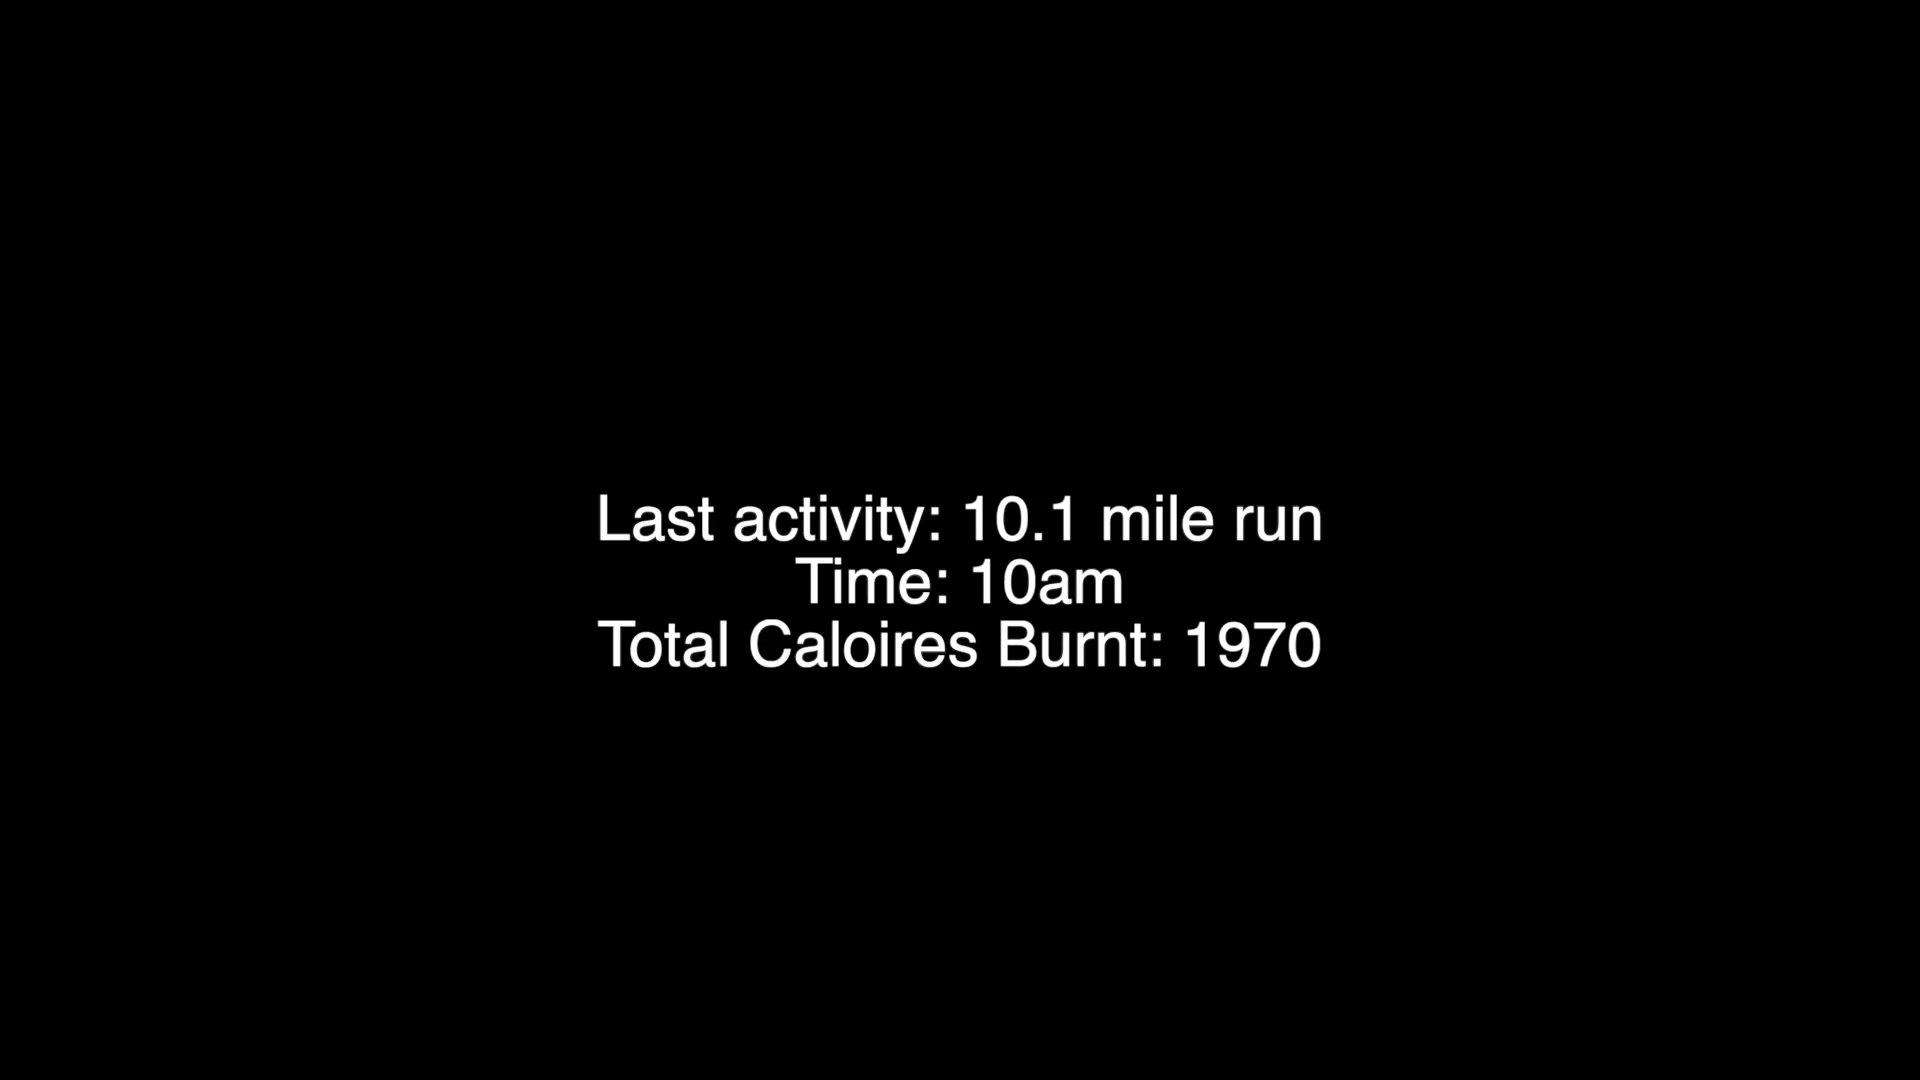 Last activity: 10.1 mile run
Time: 10am
Total Caloires Burnt: 1970